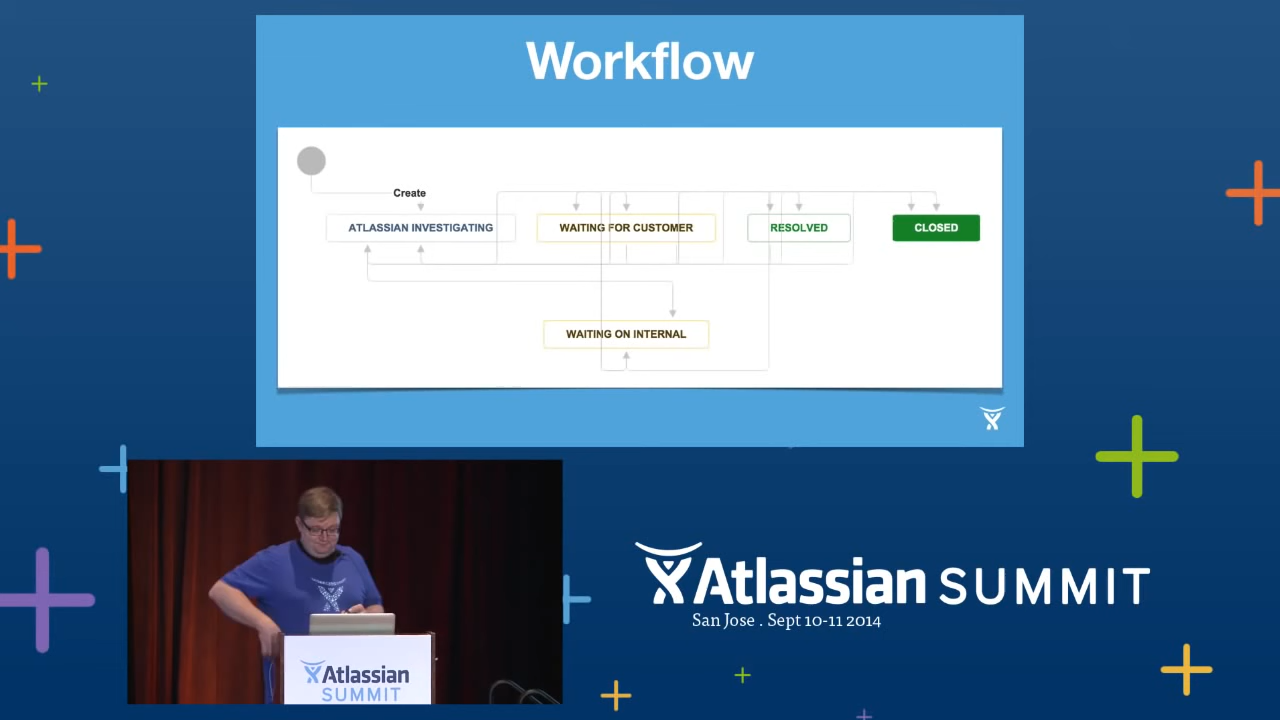 Workflow
Create
ATLASSIAN INVESTIGATING
WAITING FOR CUSTOMER
RESOLVED
CLOSED
WAITING ON INTERNAL
Atlassian SUMMIT
San Jose . Sept 10-11 2014
Atlassian
SUMMIT